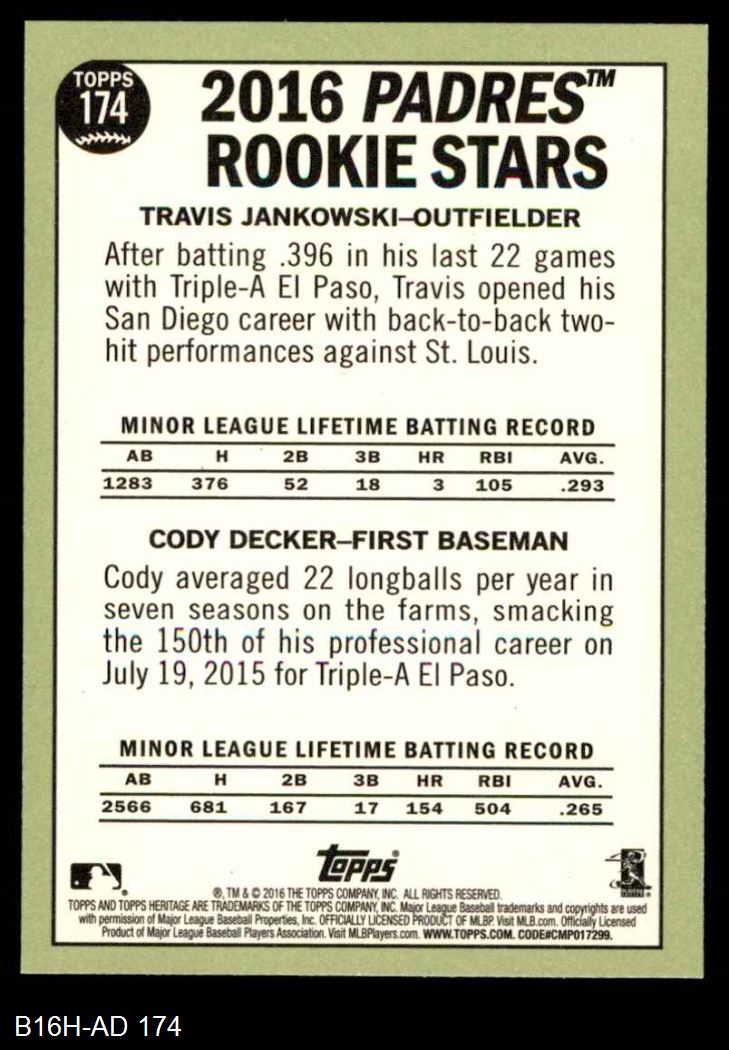 TOPPS
174
2016 PADRES™
ROOKIE STARS
TRAVIS JANKOWSKI–OUTFIELDER
After batting .396 in his last 22 games
with Triple-A El Paso, Travis opened his
San Diego career with back-to-back two-
hit performances against St. Louis.
MINOR LEAGUE LIFETIME BATTING RECORD
AB H 2B 3B HR RBI AVG.
1283 376 52 18 3 105 .293
CODY DECKER–FIRST BASEMAN
Cody averaged 22 longballs per year in
seven seasons on the farms, smacking
the 150th of his professional career on
July 19, 2015 for Triple-A El Paso.
MINOR LEAGUE LIFETIME BATTING RECORD
AB H 2B 3B HR RBI AVG.
2566 681 167 17 154 504 .265
Topps®
®, TM & © 2016 THE TOPPS COMPANY, INC. ALL RIGHTS RESERVED.
TOPPS AND TOPPS HERITAGE ARE TRADEMARKS OF THE TOPPS COMPANY, INC. Major League Baseball trademarks and copyrights are used
with permission of Major League Baseball Properties, Inc. OFFICIALLY LICENSED PRODUCT OF MLBP. Visit MLB.com. Officially Licensed
Product of Major League Baseball Players Association. Visit MLBPlayers.com. WWW.TOPPS.COM. CODE#CMP017299.
B16H-AD 174